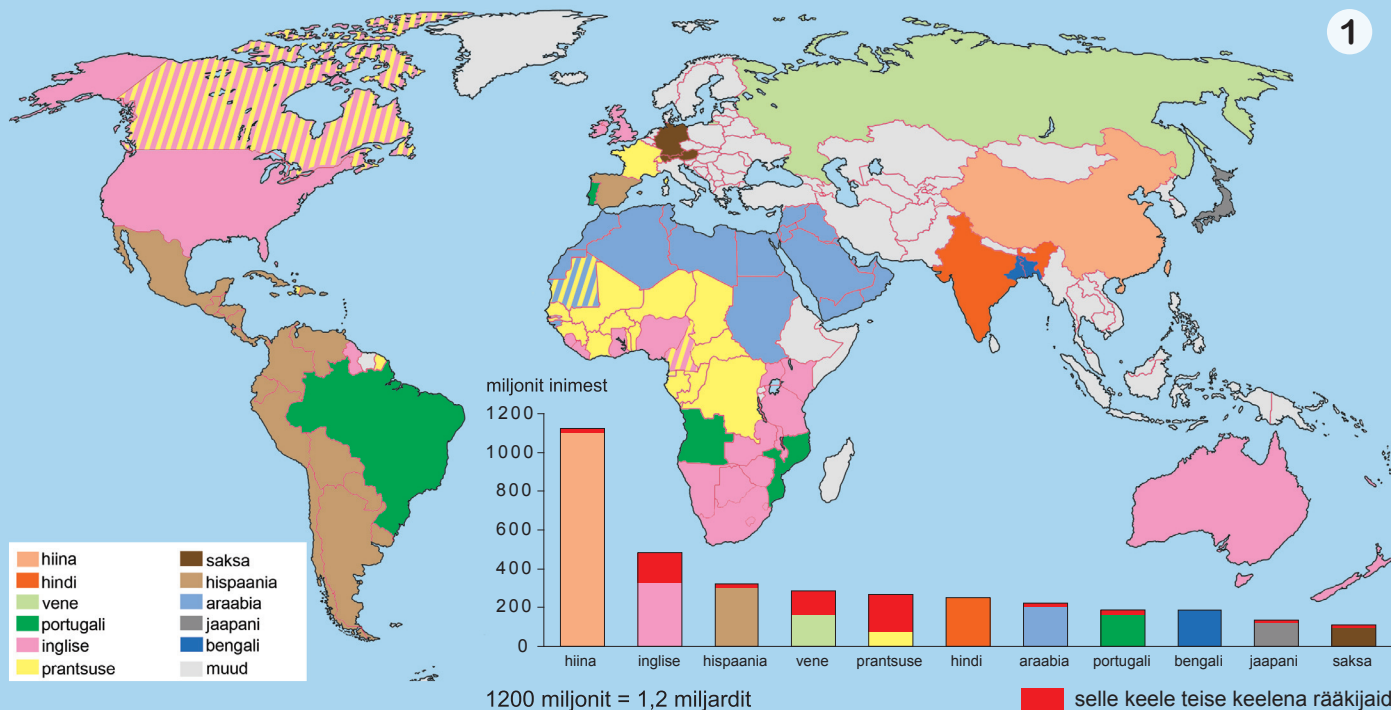 1
miljonit inimest
1200
1000
800
600
400
200
0
hiina
inglise
hispaania
vene
prantsuse
hindi
araabia
portugali
bengali
jaapani
saksa
hiina
hindi
vene
portugali
inglise
prantsuse
saksa
hispaania
araabia
jaapani
bengali
muud
1200 miljonit = 1,2 miljardit
selle keele teise keelena rääkijaid